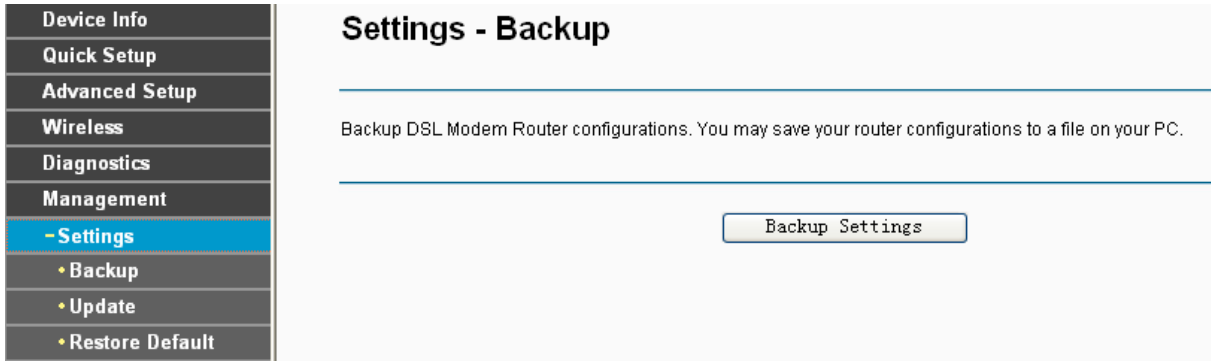 Device Info
Quick Setup
Advanced Setup
Wireless
Diagnostics
Management
Settings
Backup
Update
Restore Default
Settings - Backup
Backup DSL Modem Router configurations. You may save your router configurations to a file on your PC.
Backup Settings